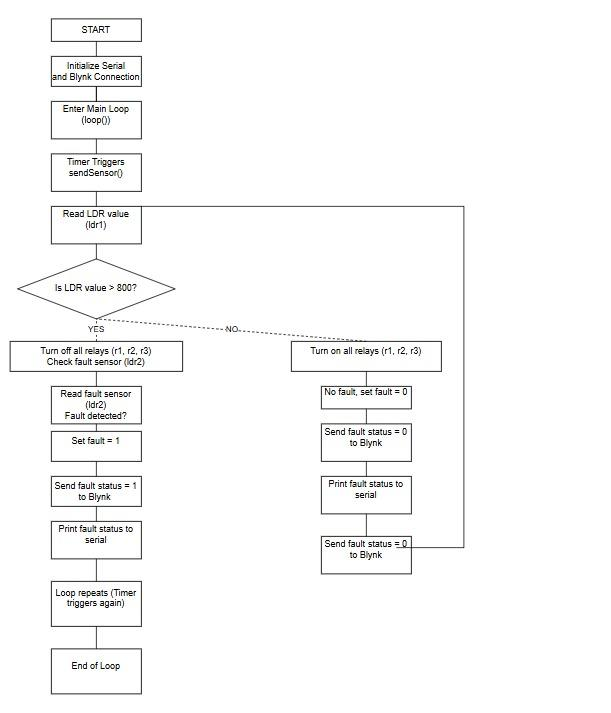 START
Initialize Serial
and Blynk Connection
Enter Main Loop
(loop())
Timer Triggers
sendSensor()
Read LDR value
(ldr1)
Is LDR value > 800?
YES
NO
Turn off all relays (r1, r2, r3)
Check fault sensor (ldr2)
Read fault sensor
(ldr2)
Fault detected?
Set fault = 1
Send fault status = 1
to Blynk
Print fault status to
serial
Loop repeats (Timer
triggers again)
End of Loop
Turn on all relays (r1, r2, r3)
No fault, set fault = 0
Send fault status = 0
to Blynk
Print fault status to
serial
Send fault status = 0
to Blynk